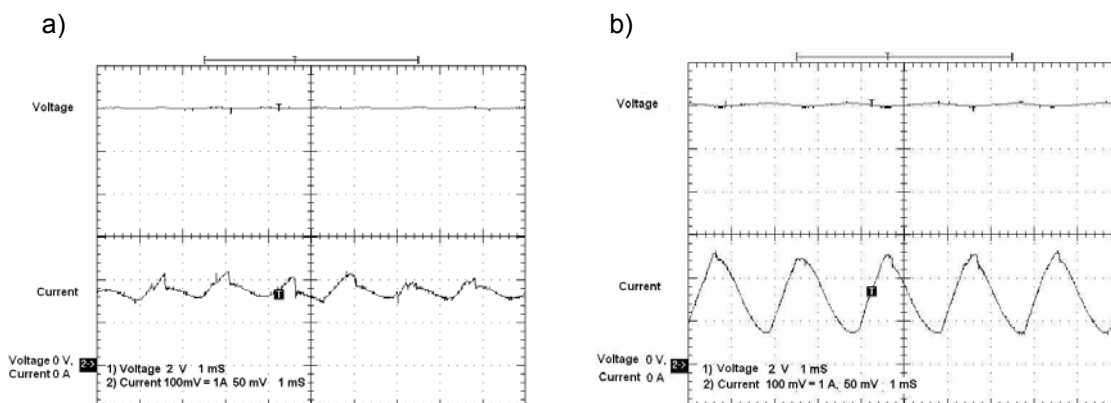 a)
T
Voltage
T
Current
T
Voltage 0 V,
Current 0 A
2->
1) Voltage 2 V 1 mS
2) Current 100mV = 1A 50 mV 1 mS
b)
T
Voltage
T
Current
T
Voltage 0 V,
Current 0 A
2->
1) Voltage 2 V 1 mS
2) Current 100 mV = 1 A, 50 mV 1 mS